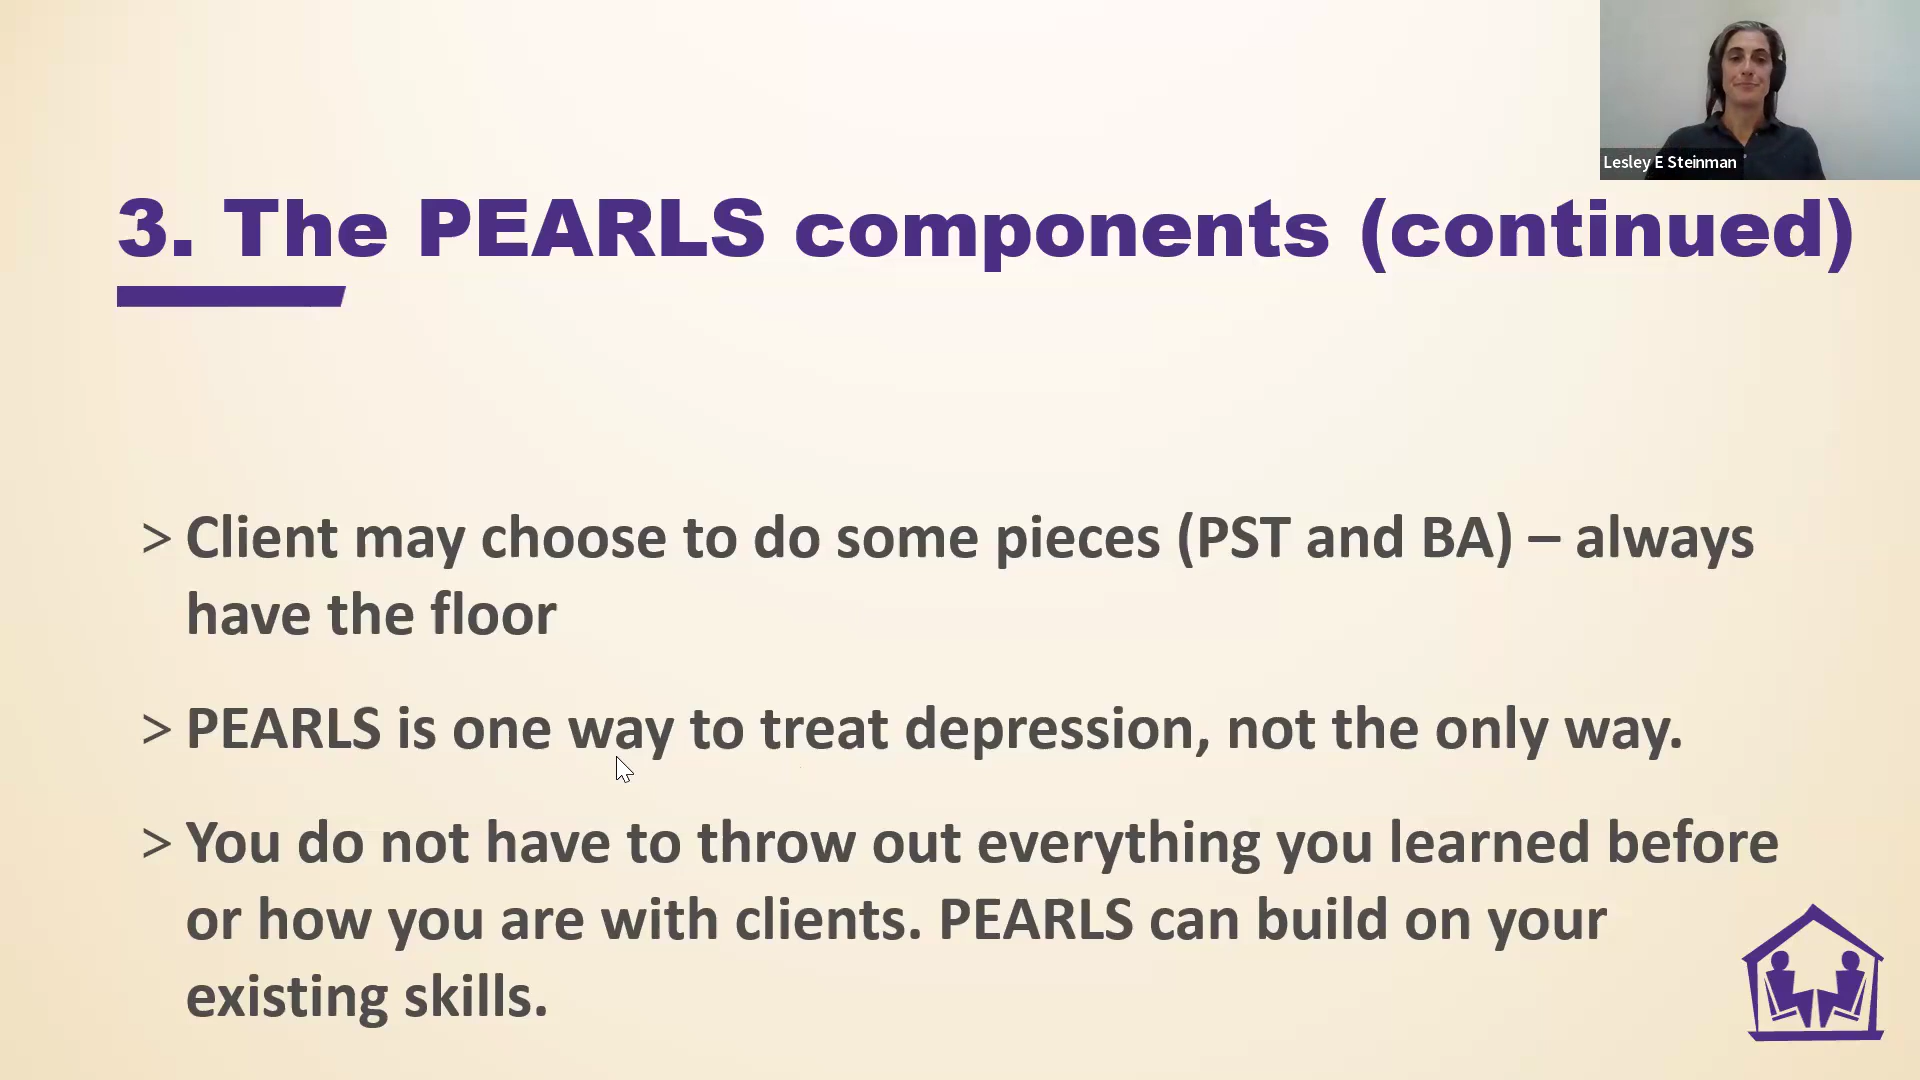 Lesley E Steinman
3. The PEARLS components (continued)
> Client may choose to do some pieces (PST and BA) – always
have the floor
> PEARLS is one way to treat depression, not the only way.
> You do not have to throw out everything you learned before
or how you are with clients. PEARLS can build on your
existing skills.